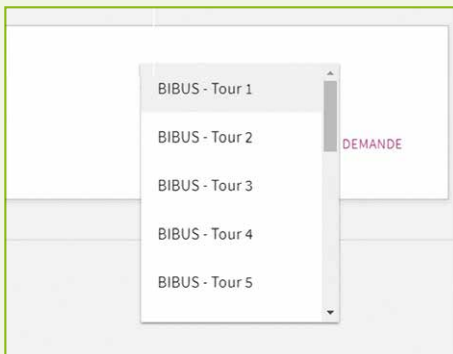 BIBUS - Tour 1
BIBUS - Tour 2
DEMANDE
BIBUS - Tour 3
BIBUS - Tour 4
BIBUS - Tour 5